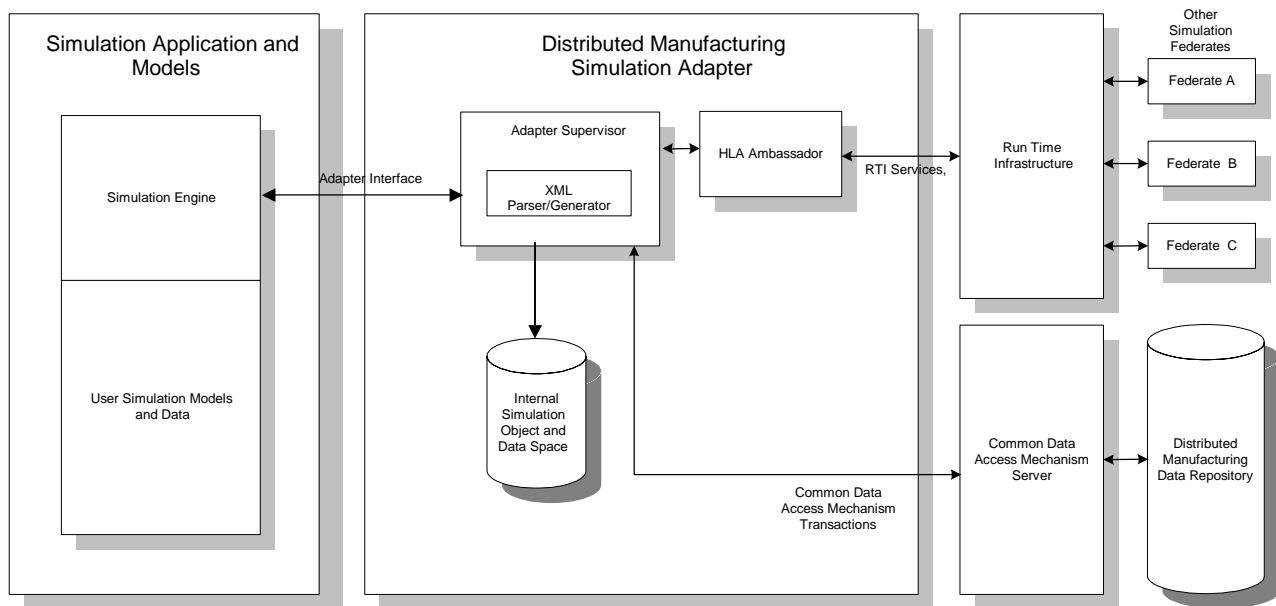 Simulation Application and
Models
Simulation Engine
User Simulation Models
and Data
Adapter Interface
Distributed Manufacturing
Simulation Adapter
Adapter Supervisor
XML
Parser/Generator
HLA Ambassador
Internal
Simulation
Object and
Data Space
RTI Services,
Common Data
Access Mechanism
Transactions
Run Time
Infrastructure
Other
Simulation
Federates
Federate A
Federate B
Federate C
Common Data
Access Mechanism
Server
Distributed
Manufacturing
Data Repository